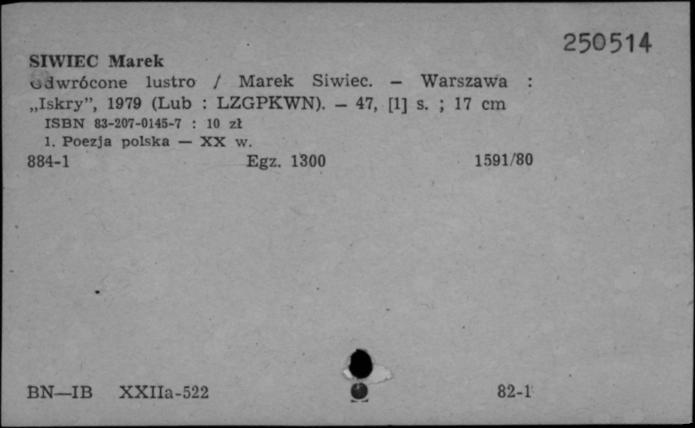 250514
SIWIEC Marek
Odwrócone lustro / Marek Siwiec. — Warszawa :
„Iskry”, 1979 (Lub : LZGPKWN). — 47, [1] s. ; 17 cm
ISBN 83-207-0145-7 : 10 zł
1. Poezja polska — XX w.
884-1 Egz. 1300 1591/80
BN—IB XXIIa-522 82-1